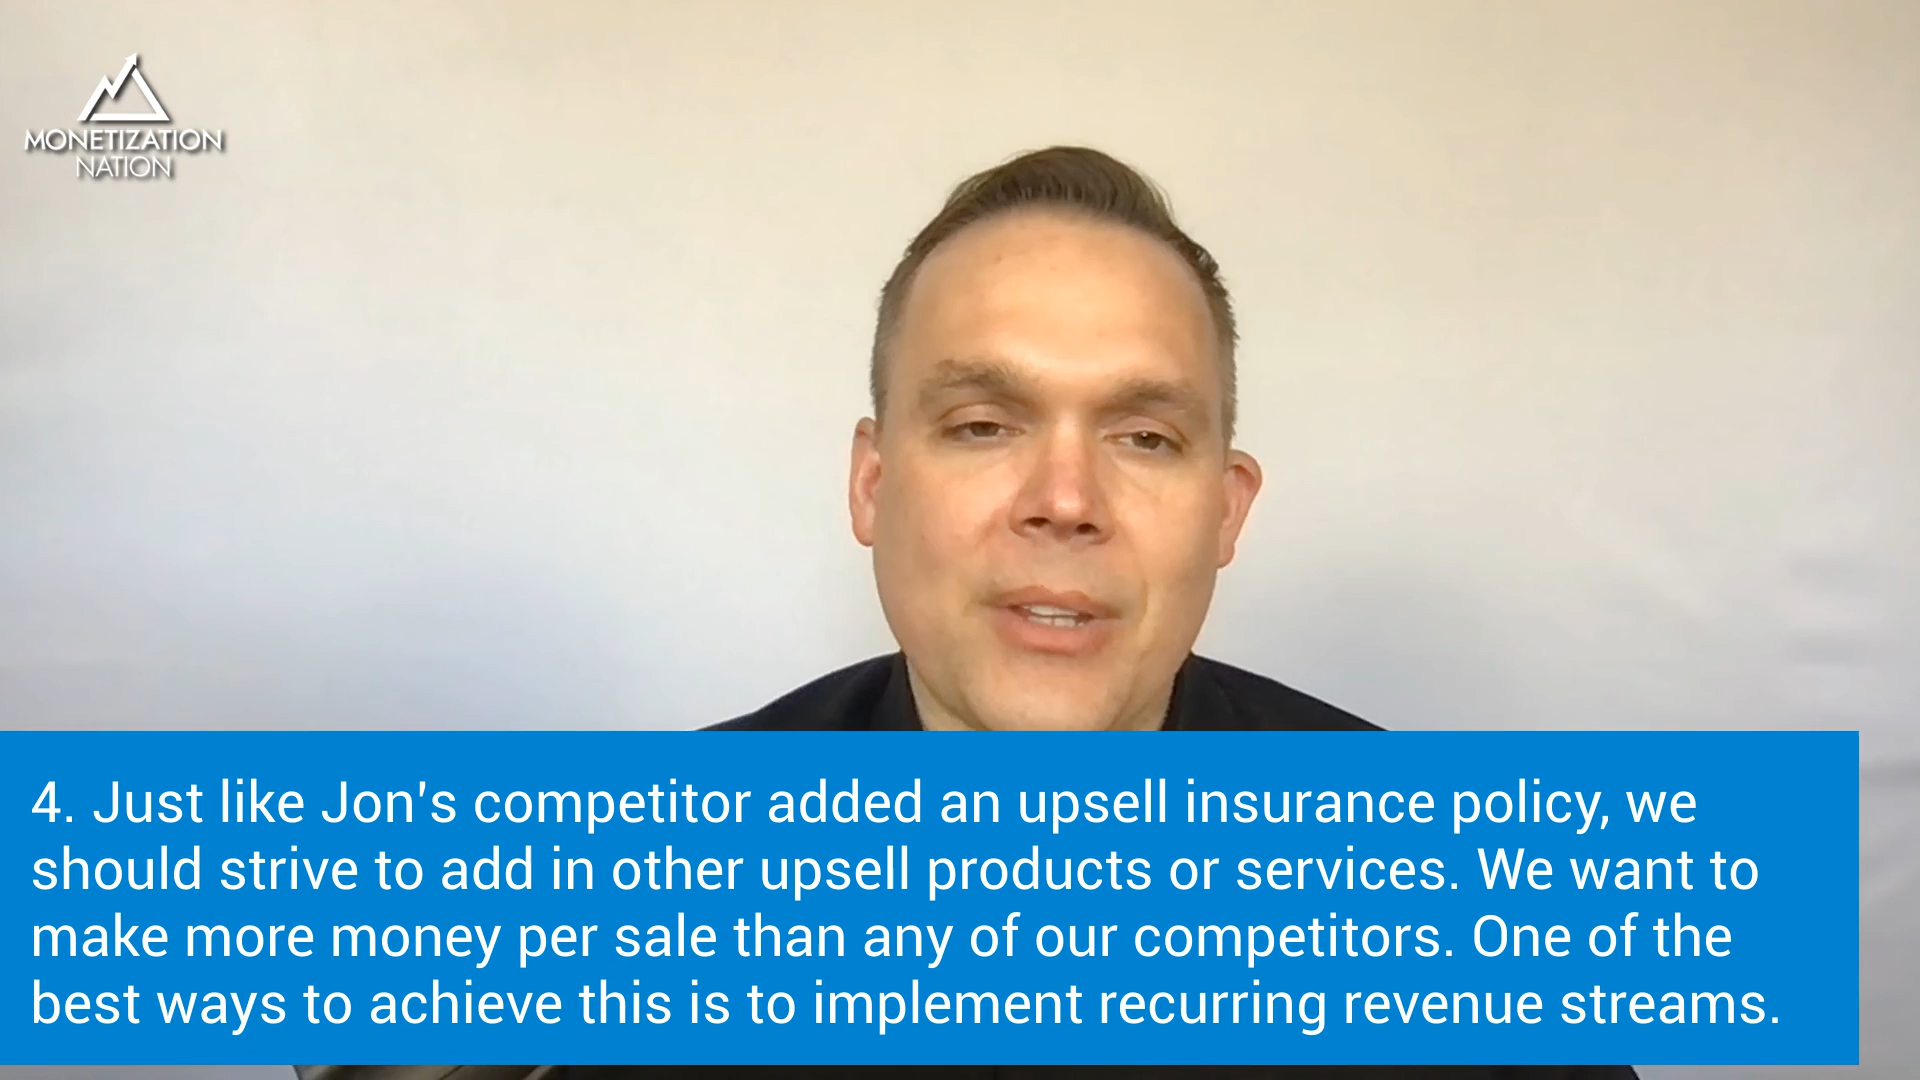 MONETIZATION
NATION
4. Just like Jon's competitor added an upsell insurance policy, we
should strive to add in other upsell products or services. We want to
make more money per sale than any of our competitors. One of the
best ways to achieve this is to implement recurring revenue streams.